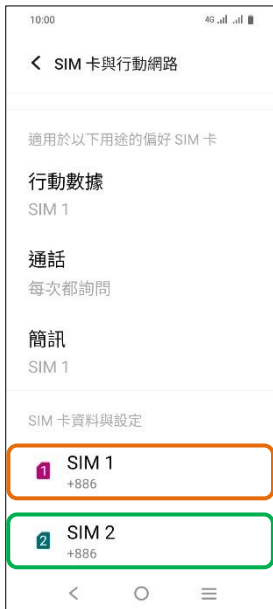 10:00 4G
SIM 卡與行動網路
適用於以下用途的偏好 SIM 卡
行動數據
SIM 1
通話
每次都詢問
簡訊
SIM 1
SIM 卡資料與設定
1 SIM 1
+886
2 SIM 2
+886